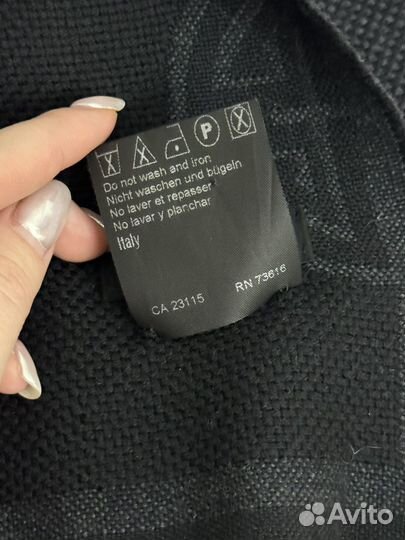 P
Do not wash and iron
Nicht waschen und bügeln
No laver et repasser
No lavar y planchar
Italy
CA 23115 RN 73616
Avito